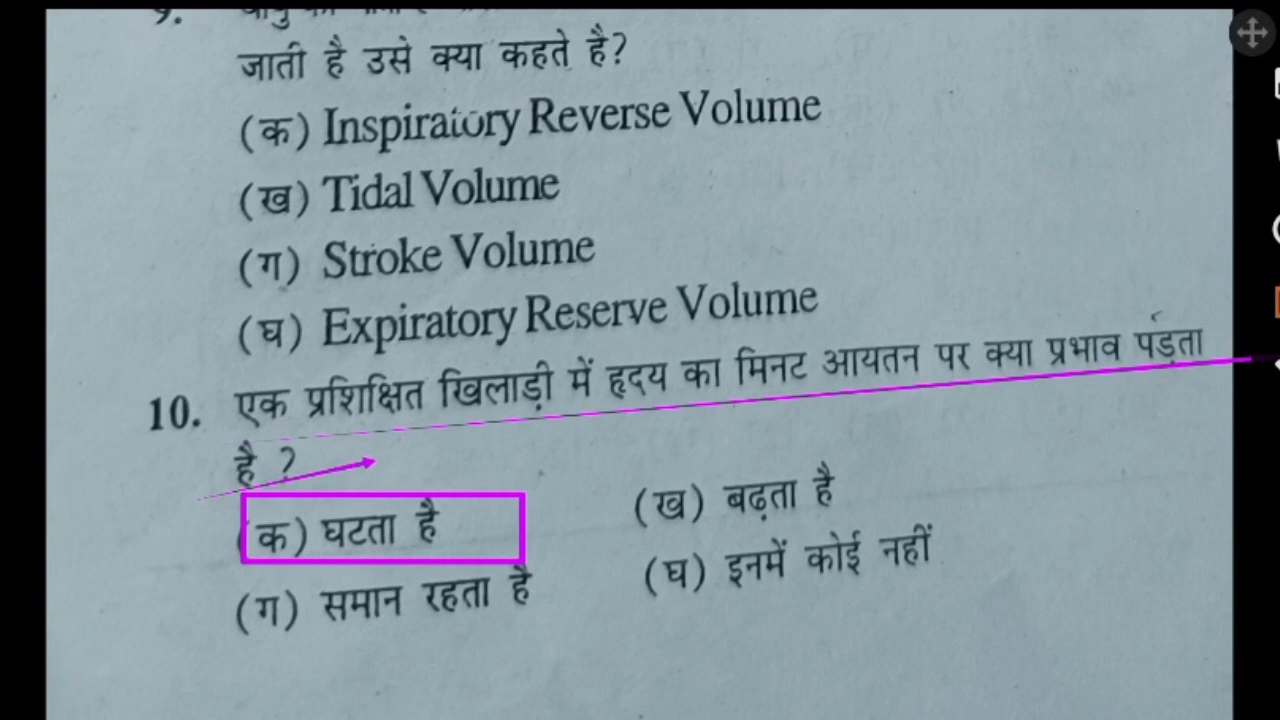 9.
जाती है उसे क्या कहते है?
(क) Inspiratory Reverse Volume
(ख) Tidal Volume
(ग) Stroke Volume
(घ) Expiratory Reserve Volume
10. एक प्रशिक्षित खिलाड़ी में हृदय का मिनट आयतन पर क्या प्रभाव पड़ता
है ?
(क) घटता है (ख) बढ़ता है
(ग) समान रहता है (घ) इनमें कोई नहीं